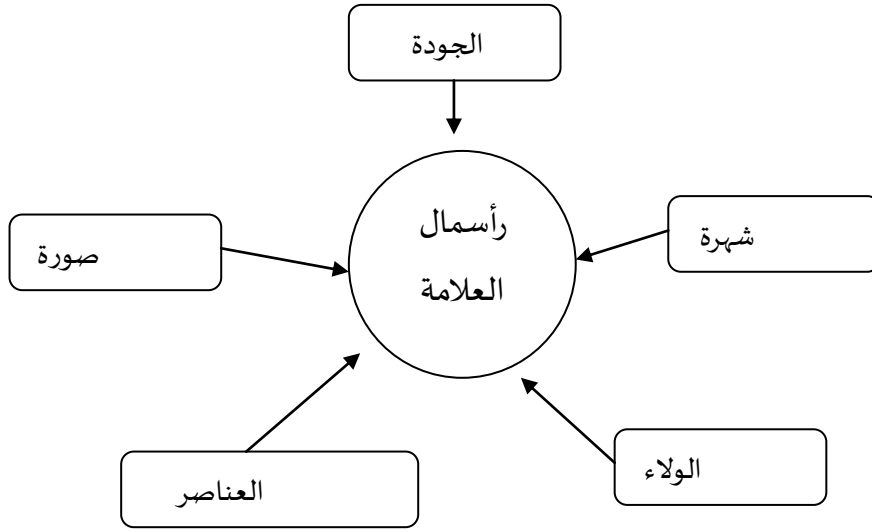 الجودة
رأسمال
العلامة
شهرة
صورة
الولاء
العناصر